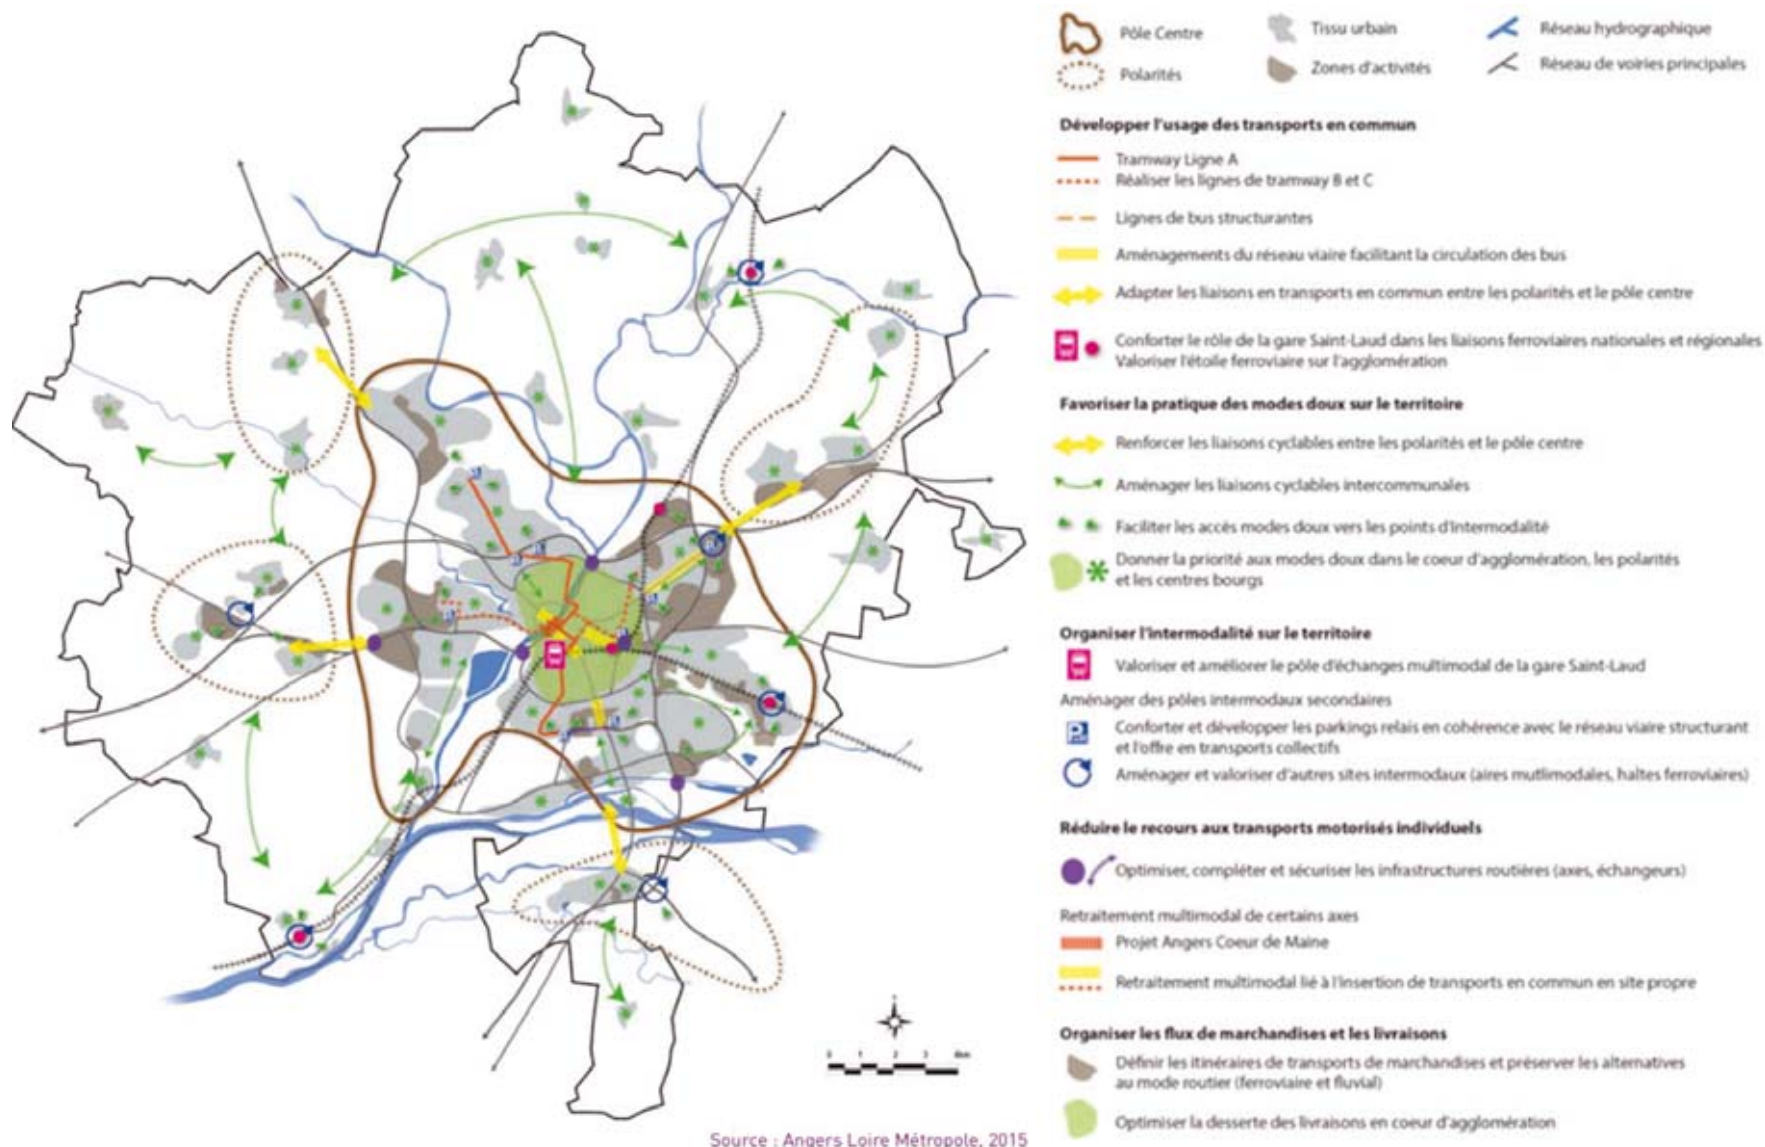 Pôle Centre
Tissu urbain
Réseau hydrographique
Polarités
Zones d'activités
Réseau de voiries principales
Développer l'usage des transports en commun
Tramway Ligne A
Réaliser les lignes de tramway B et C
Lignes de bus structurantes
Aménagements du réseau viaire facilitant la circulation des bus
Adapter les liaisons en transports en commun entre les polarités et le pôle centre
Conforter le rôle de la gare Saint-Laud dans les liaisons ferroviaires nationales et régionales
Valoriser l'étoile ferroviaire sur l'agglomération
Favoriser la pratique des modes doux sur le territoire
Renforcer les liaisons cyclables entre les polarités et le pôle centre
Aménager les liaisons cyclables intercommunales
Faciliter les accès modes doux vers les points d'Intermodalité
Donner la priorité aux modes doux dans le coeur d'agglomération, les polarités
et les centres bourgs
Organiser l'intermodalité sur le territoire
Valoriser et améliorer le pôle d'échanges multimodal de la gare Saint-Laud
Aménager des pôles intermodaux secondaires
Conforter et développer les parkings relais en cohérence avec le réseau viaire structurant
et l'offre en transports collectifs
Aménager et valoriser d'autres sites intermodaux (aires mutlimodales, haltes ferroviaires)
Réduire le recours aux transports motorisés individuels
Optimiser, compléter et sécuriser les infrastructures routières (axes, échangeurs)
Retraitement multimodal de certains axes
Projet Angers Coeur de Maine
Retraitement multimodal lié à l'insertion de transports en commun en site propre
Organiser les flux de marchandises et les livraisons
Définir les itinéraires de transports de marchandises et préserver les alternatives
au mode routier (ferroviaire et fluvial)
Optimiser la desserte des livraisons en coeur d'agglomération
0 1 2 3 4km
Source : Angers Loire Métropole, 2015